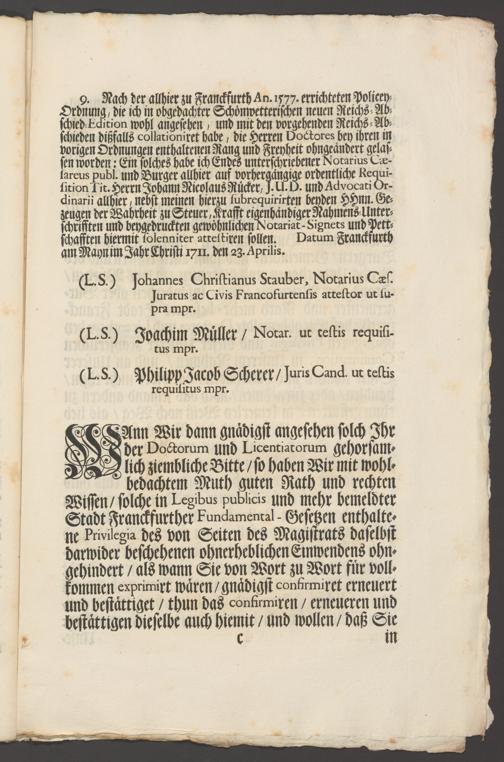 9. Nach der allhier zu Franckfurth An. 1577. errichteten Policey-
Ordnung, die ich in obgedachter Schönwetterischen neuen Reichs-Ab-
schied-Edition wohl angesehen, und mit den vorgehenden Reichs-Ab-
schieden dißfalls collationiret habe, die Herren Doctores bey ihren in
vorigen Ordnungen enthaltenen Rang und Freyheit ohngeändert gelas-
sen worden: Ein solches habe ich Endes unterschriebener Notarius Cæ-
sareus publ. und Burger allhier auf vorhergängige ordentliche Requi-
sition Tit. Herrn Johann Nicolaus Rücker, J. U. D. und Advocati Or-
dinarii allhier, nebst meinen hierzu subrequirirten beyden HHnn. Ge-
zeugen der Wahrheit zu Steuer, Krafft eigenhändiger Nahmens Unter-
schrifften und beygedruckten gewöhnlichen Notariat-Signets und Pett-
schafften hiermit solenniter attestiren sollen. Datum Franckfurth
am Mayn im Jahr Christi 1711. den 23. Aprilis.
(L.S.) Johannes Christianus Stauber, Notarius Cæs.
Juratus ac Civis Francofurtensis attestor ut su-
pra mpr.
(L.S.) Joachim Müller / Notar. ut testis requisi-
tus mpr.
(L.S.) Philipp Jacob Scherer / Juris Cand. ut testis
requisitus mpr.
WAnn Wir dann gnädigst angesehen solch Ihr
der Doctorum und Licentiatorum gehorsam-
lich ziembliche Bitte / so haben Wir mit wohl-
bedachtem Muth guten Rath und rechten
Wissen / solche in Legibus publicis und mehr bemeldter
Stadt Franckfurther Fundamental-Gesetzen enthalte-
ne Privilegia des von Seiten des Magistrats daselbst
darwider beschehenen ohnerheblichen Einwendens ohn-
gehindert / als wann Sie von Wort zu Wort für voll-
kommen exprimirt wären / gnädigst confirmiret erneuert
und bestättiget / thun das confirmiren / erneueren und
bestättigen dieselbe auch hiemit / und wollen / daß Sie
c in